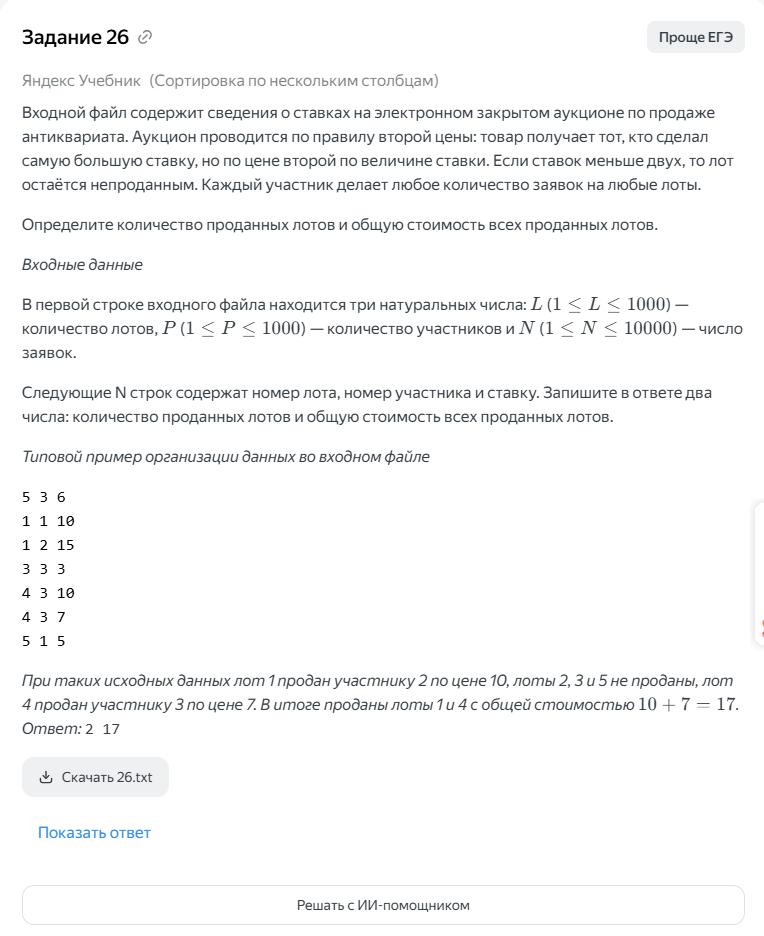 Задание 26
Проще ЕГЭ
Яндекс Учебник (Сортировка по нескольким столбцам)
Входной файл содержит сведения о ставках на электронном закрытом аукционе по продаже
антиквариата. Аукцион проводится по правилу второй цены: товар получает тот, кто сделал
самую большую ставку, но по цене второй по величине ставки. Если ставок меньше двух, то лот
остаётся непроданным. Каждый участник делает любое количество заявок на любые лоты.
Определите количество проданных лотов и общую стоимость всех проданных лотов.
Входные данные
В первой строке входного файла находится три натуральных числа: L (1 ≤ L ≤ 1000) —
количество лотов, P (1 ≤ P ≤ 1000) — количество участников и N (1 ≤ N ≤ 10000) — число
заявок.
Следующие N строк содержат номер лота, номер участника и ставку. Запишите в ответе два
числа: количество проданных лотов и общую стоимость всех проданных лотов.
Типовой пример организации данных во входном файле
5 3 6
1 1 10
1 2 15
3 3 3
4 3 10
4 3 7
5 1 5
При таких исходных данных лот 1 продан участнику 2 по цене 10, лоты 2, 3 и 5 не проданы, лот
4 продан участнику 3 по цене 7. В итоге проданы лоты 1 и 4 с общей стоимостью 10 + 7 = 17.
Ответ: 2 17
Скачать 26.txt
Показать ответ
Решать с ИИ-помощником